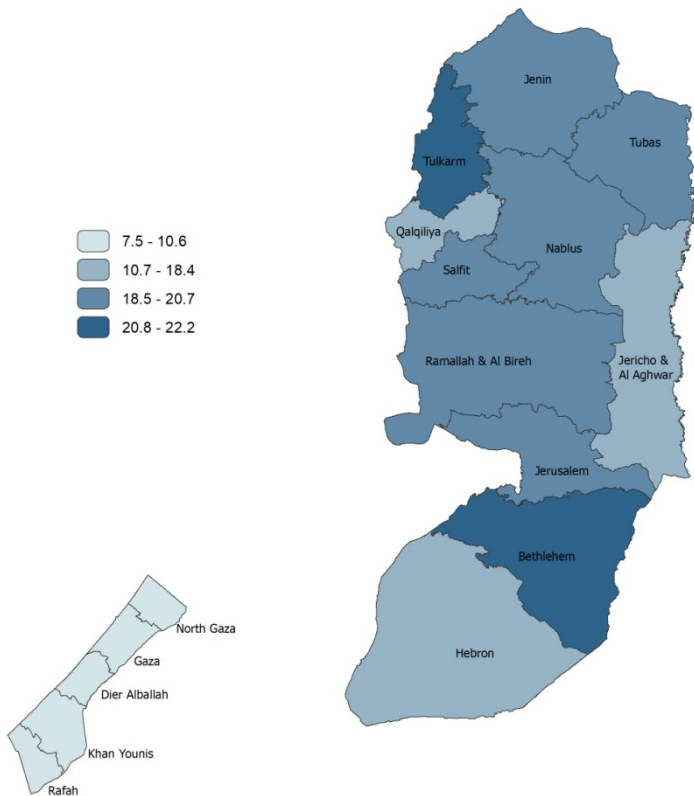 Jenin
Tubas
Tulkarm
Qalqiliya
Nablus
Salfit
7.5 - 10.6
10.7 - 18.4
18.5 - 20.7
20.8 - 22.2
Ramallah & Al Bireh
Jericho &
Al Aghwar
Jerusalem
Bethlehem
Hebron
North Gaza
Gaza
Dier Alballah
Khan Younis
Rafah